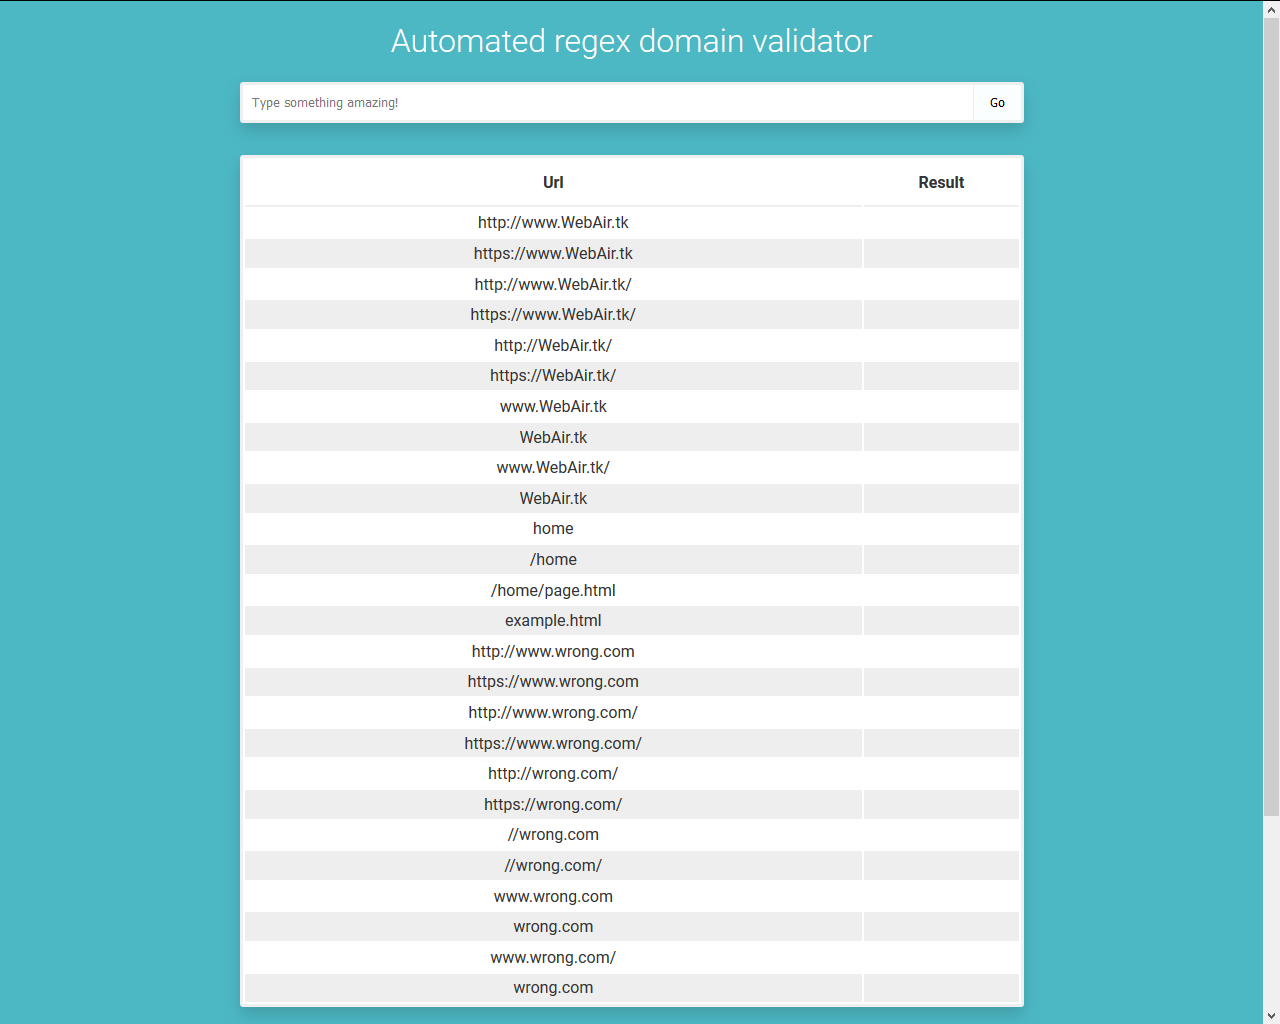 Automated regex domain validator
Type something amazing! Go
Url Result
http://www.WebAir.tk
https://www.WebAir.tk
http://www.WebAir.tk/
https://www.WebAir.tk/
http://WebAir.tk/
https://WebAir.tk/
www.WebAir.tk
WebAir.tk
www.WebAir.tk/
WebAir.tk
home
/home
/home/page.html
example.html
http://www.wrong.com
https://www.wrong.com
http://www.wrong.com/
https://www.wrong.com/
http://wrong.com/
https://wrong.com/
//wrong.com
//wrong.com/
www.wrong.com
wrong.com
www.wrong.com/
wrong.com